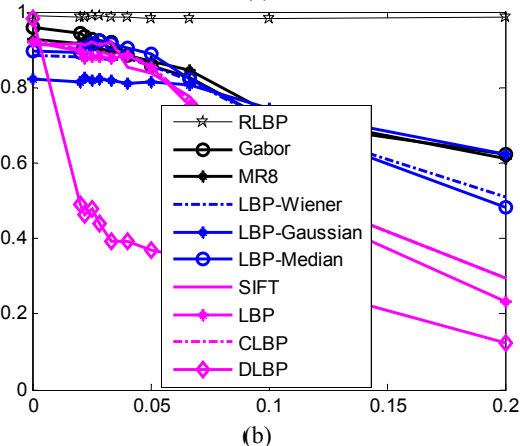 1
0.8
0.6
0.4
0.2
0
RLBP
Gabor
MR8
LBP-Wiener
LBP-Gaussian
LBP-Median
SIFT
LBP
CLBP
DLBP
0 0.05 0.1 0.15 0.2
(b)